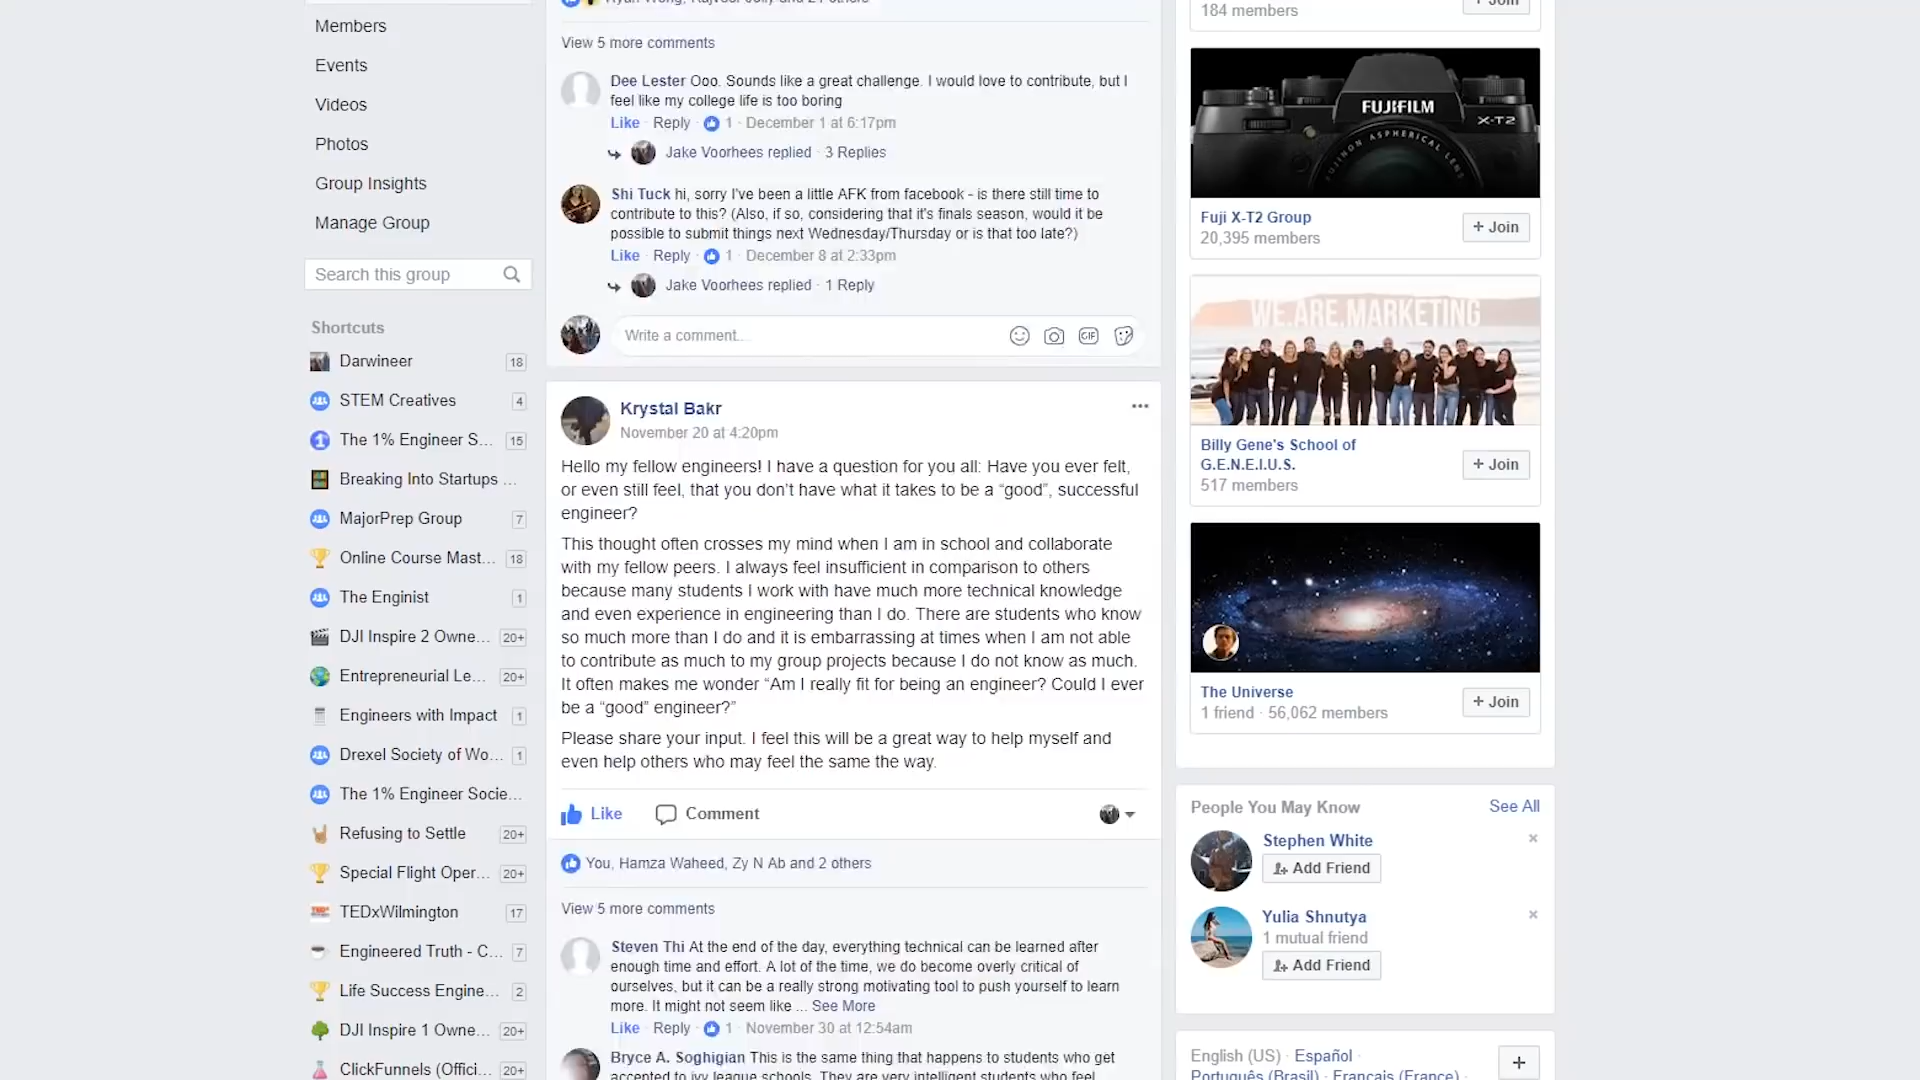 Members
Events
Videos
Photos
Group Insights
Manage Group
Search this group
Shortcuts
Darwineer 18
STEM Creatives 4
The 1% Engineer S... 15
Breaking Into Startups ...
MajorPrep Group 7
Online Course Mast... 18
The Enginist 1
DJI Inspire 2 Owne... 20+
Entrepreneurial Le... 20+
Engineers with Impact 1
Drexel Society of Wo... 1
The 1% Engineer Socie...
Refusing to Settle 20+
Special Flight Oper... 20+
TEDxWilmington 17
Engineered Truth - C... 7
Life Success Engine... 2
DJI Inspire 1 Owne... 20+
ClickFunnels (Offici... 20+
View 5 more comments
Dee Lester Ooo. Sounds like a great challenge. I would love to contribute, but I
feel like my college life is too boring
Like · Reply · 1 · December 1 at 6:17pm
Jake Voorhees replied · 3 Replies
Shi Tuck hi, sorry I've been a little AFK from facebook - is there still time to
contribute to this? (Also, if so, considering that it's finals season, would it be
possible to submit things next Wednesday/Thursday or is that too late?)
Like · Reply · 1 · December 8 at 2:33pm
Jake Voorhees replied · 1 Reply
Write a comment...
GIF
Krystal Bakr
November 20 at 4:20pm
Hello my fellow engineers! I have a question for you all: Have you ever felt,
or even still feel, that you don’t have what it takes to be a “good”, successful
engineer?
This thought often crosses my mind when I am in school and collaborate
with my fellow peers. I always feel insufficient in comparison to others
because many students I work with have much more technical knowledge
and even experience in engineering than I do. There are students who know
so much more than I do and it is embarrassing at times when I am not able
to contribute as much to my group projects because I do not know as much.
It often makes me wonder “Am I really fit for being an engineer? Could I ever
be a “good” engineer?”
Please share your input. I feel this will be a great way to help myself and
even help others who may feel the same the way.
Like Comment
You, Hamza Waheed, Zy N Ab and 2 others
View 5 more comments
Steven Thi At the end of the day, everything technical can be learned after
enough time and effort. A lot of the time, we do become overly critical of
ourselves, but it can be a really strong motivating tool to push yourself to learn
more. It might not seem like ... See More
Like · Reply · 1 · November 30 at 12:54am
Bryce A. Soghigian This is the same thing that happens to students who get
accepted to ivy league schools. They are very intelligent students who feel
184 members
+ Join
FUJIFILM
X-T2
FUJINON ASPHERICAL LENS
Fuji X-T2 Group
20,395 members
+ Join
WE.ARE.MARKETING
Billy Gene's School of
G.E.N.E.I.U.S.
517 members
+ Join
The Universe
1 friend · 56,062 members
+ Join
People You May Know See All
Stephen White
Add Friend
Yulia Shnutya
1 mutual friend
Add Friend
English (US) · Español ·
Português (Brasil) · Français (France) ·
+